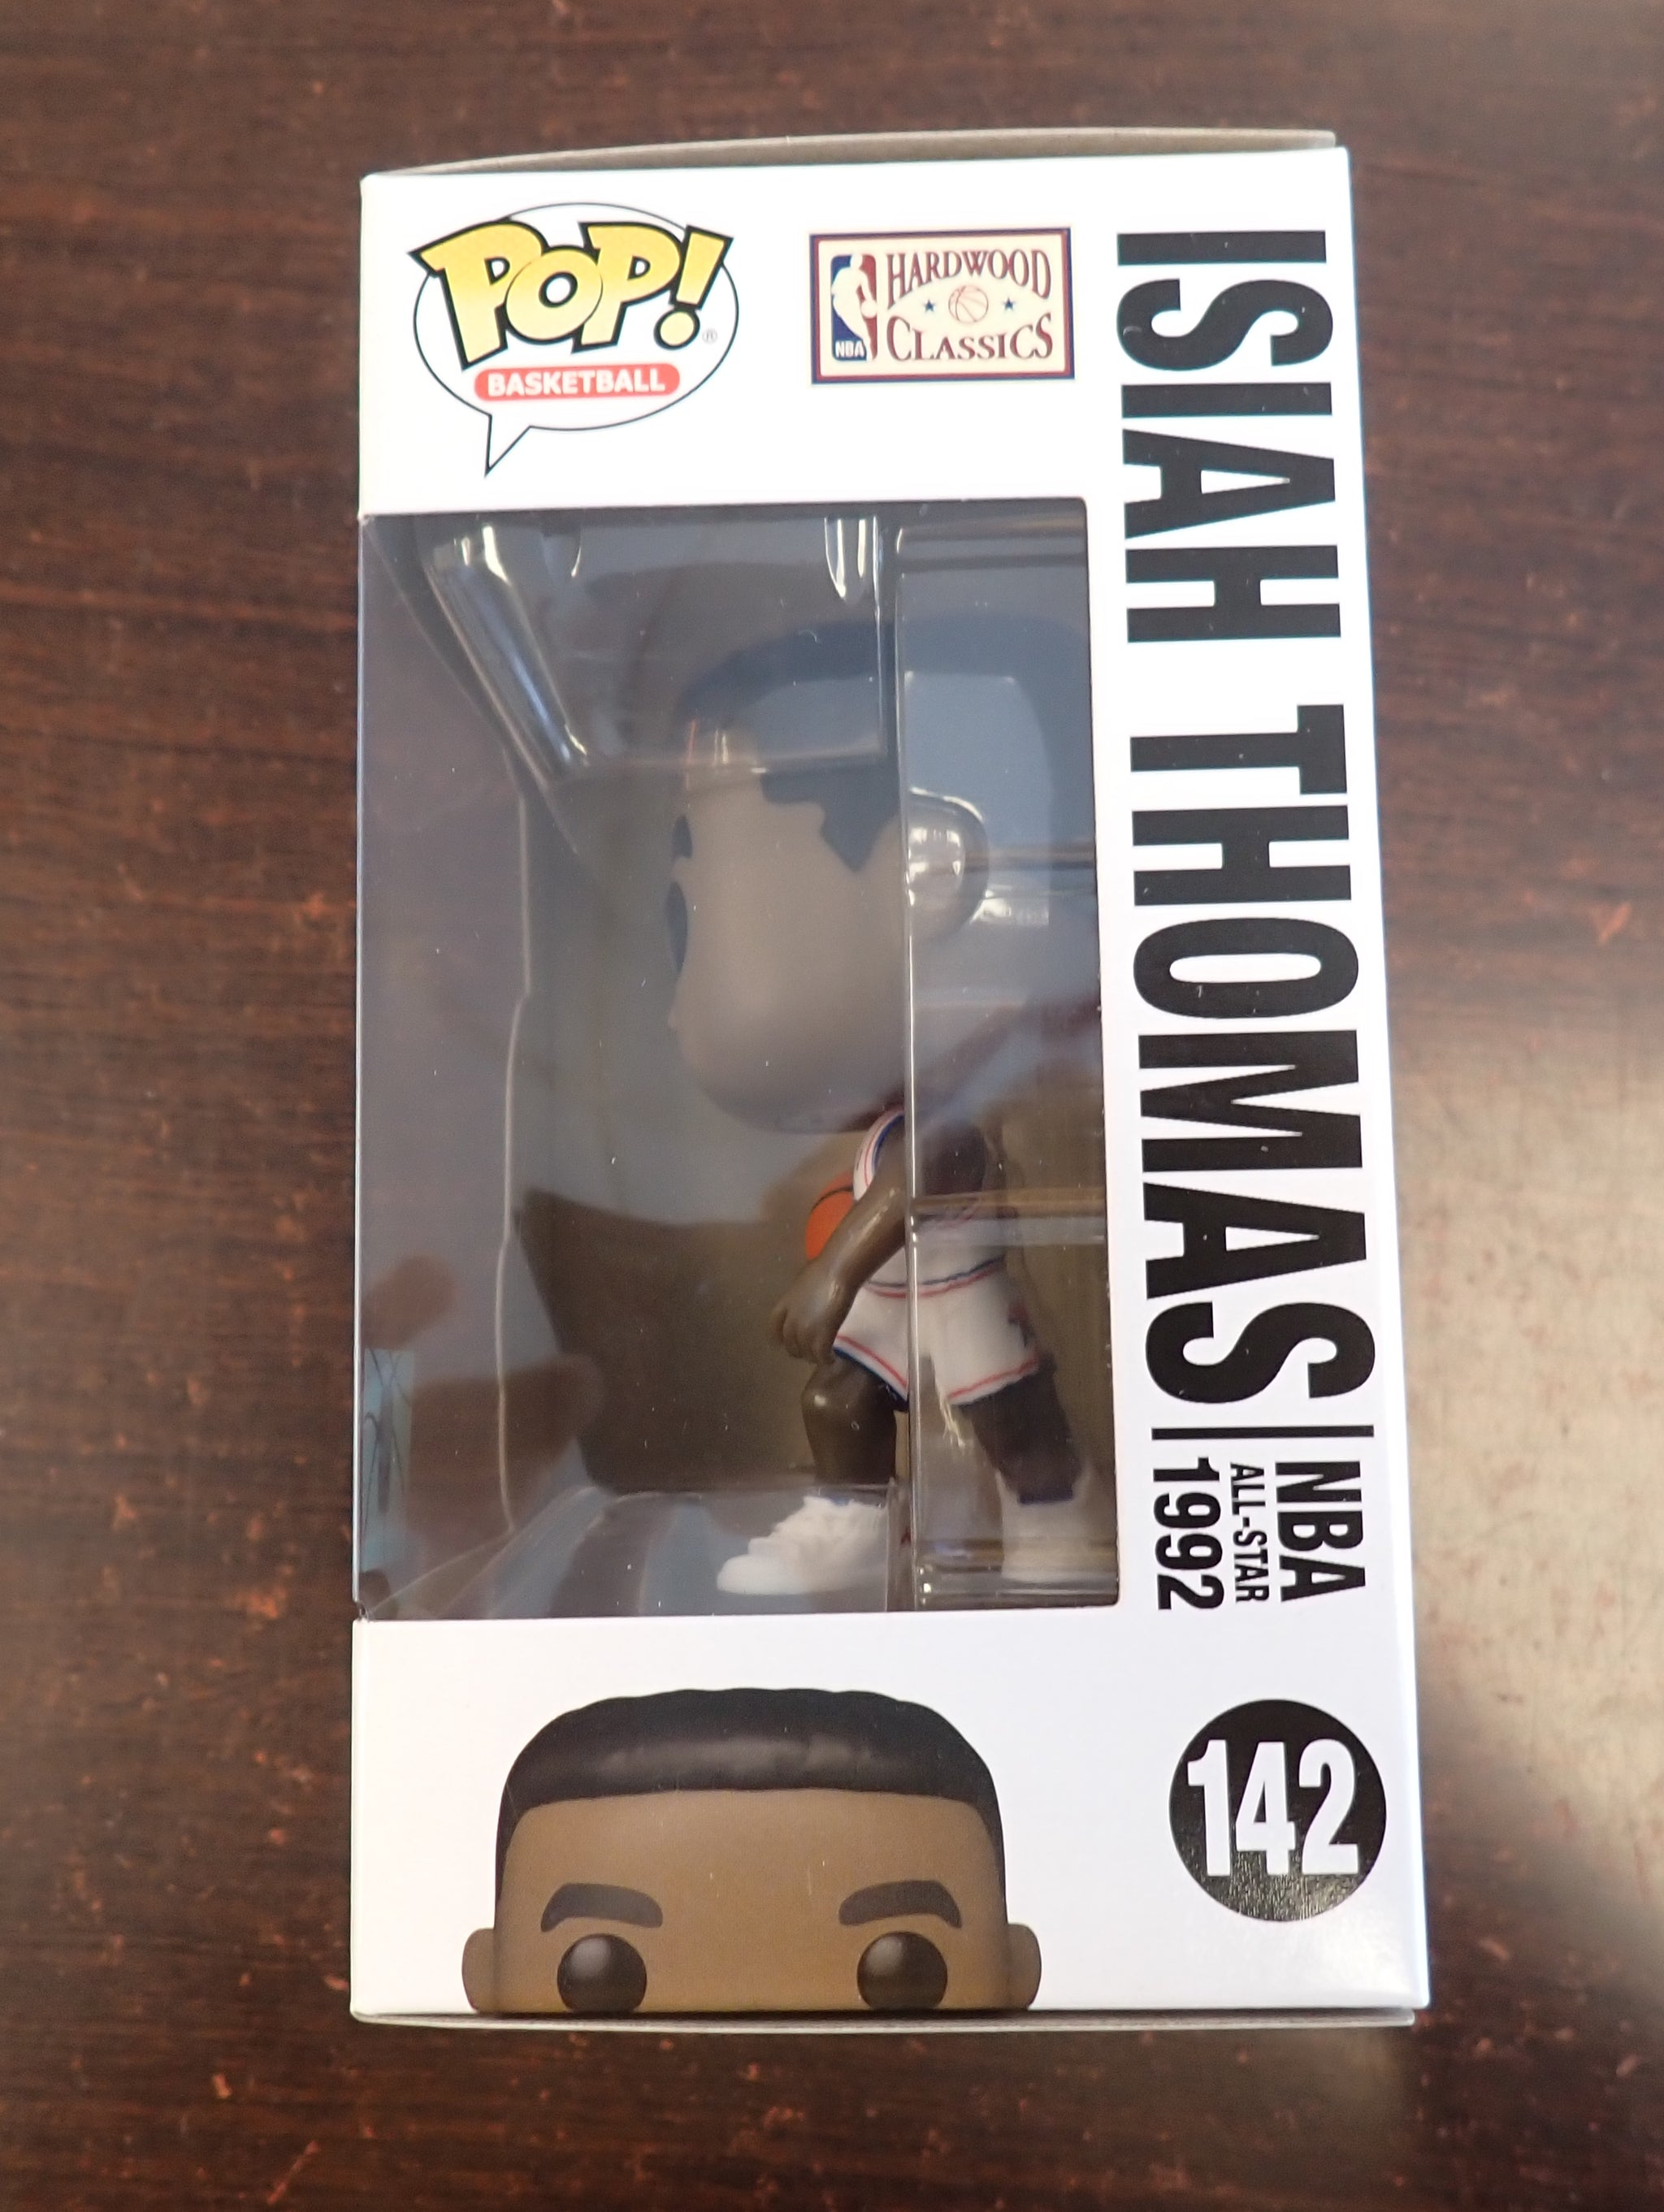 POP!
®
BASKETBALL
NBA
HARDWOOD
CLASSICS
ISIAH THOMAS
NBA
ALL-STAR
1992
142